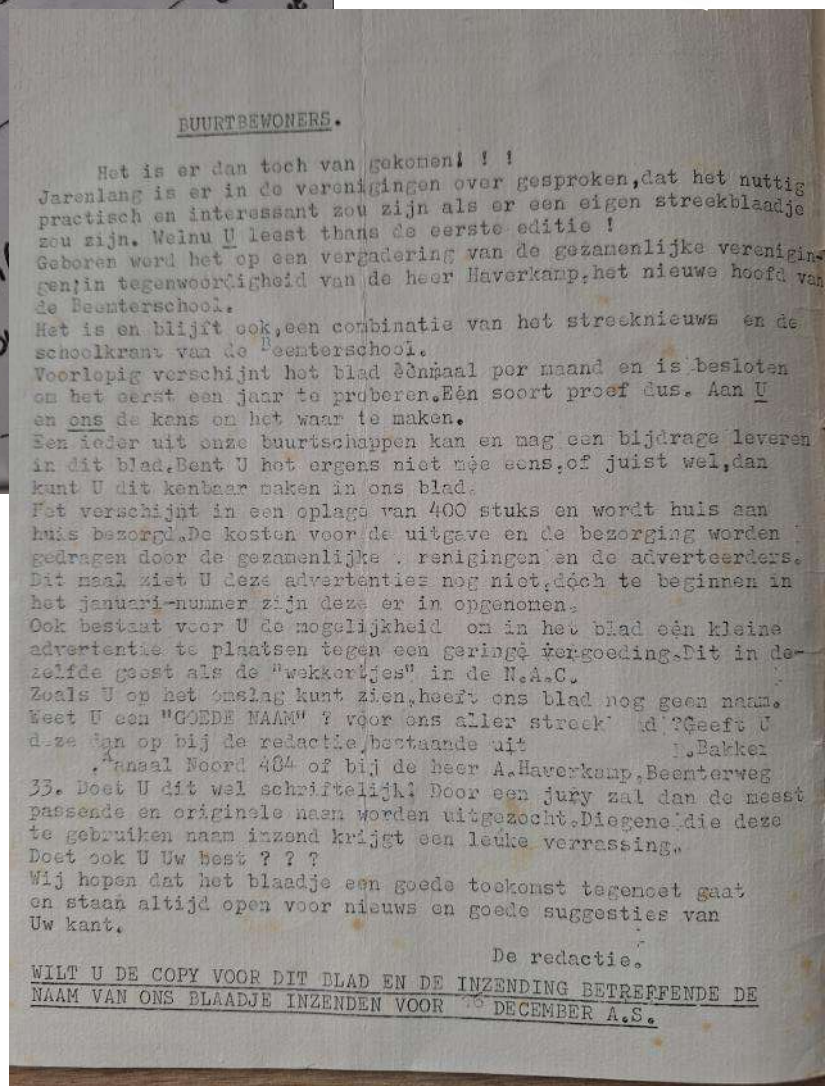 BUURTBEWONERS.
Het is er dan toch van gekomen! ! !
Jarenlang is er in de verenigingen over gesproken,dat het nuttig
practisch en interessant zou zijn als er een eigen streekblaadje
zou zijn. Welnu U leest thans de eerste editie !
Geboren werd het op een vergadering van de gezamenlijke verenigin-
gen;in tegenwoordigheid van de heer Haverkamp,het nieuwe hoofd van
de Beemterschool.
Het is en blijft ook,een combinatie van het streeknieuws en de
schoolkrant van de Beemterschool.
Voorlopig verschijnt het blad éénmaal per maand en is besloten
om het eerst een jaar te proberen.Eén soort proef dus. Aan U
en ons de kans om het waar te maken.
Een ieder uit onze buurtschappen kan en mag een bijdrage leveren
in dit blad.Bent U het ergens niet mee eens,of juist wel,dan
kunt U dit kenbaar maken in ons blad.
Het verschijnt in een oplage van 400 stuks en wordt huis aan
huis bezorgd.De kosten voor de uitgave en de bezorging worden
gedragen door de gezamenlijke . renigingen en de adverteerders.
Dit maal ziet U deze advertenties nog niet,doch te beginnen in
het januari-nummer zijn deze er in opgenomen.
Ook bestaat voor U de mogelijkheid om in het blad eén kleine
advertentie te plaatsen tegen een geringe vergoeding.Dit in de-
zelfde geest als de "wekkertjes" in de N.A.C.
Zoals U op het omslag kunt zien,heeft ons blad nog geen naam.
Weet U een "GOEDE NAAM" ? voor ons aller streek ?Geeft U
deze dan op bij de redactie,bestaande uit Bakker
anaal Noord 484 of bij de heer A.Haverkamp,Beemterweg
33. Doet U dit wel schriftelijk! Door een jury zal dan de meest
passende en originele naam worden uitgezocht.Diegene die deze
te gebruiken naam inzend krijgt een leuke verrassing.
Doet ook U Uw best ? ? ?
Wij hopen dat het blaadje een goede toekomst tegemoet gaat
en staan altijd open voor nieuws en goede suggesties van
Uw kant.
De redactie.
WILT U DE COPY VOOR DIT BLAD EN DE INZENDING BETREFFENDE DE
NAAM VAN ONS BLAADJE INZENDEN VOOR DECEMBER A.S.